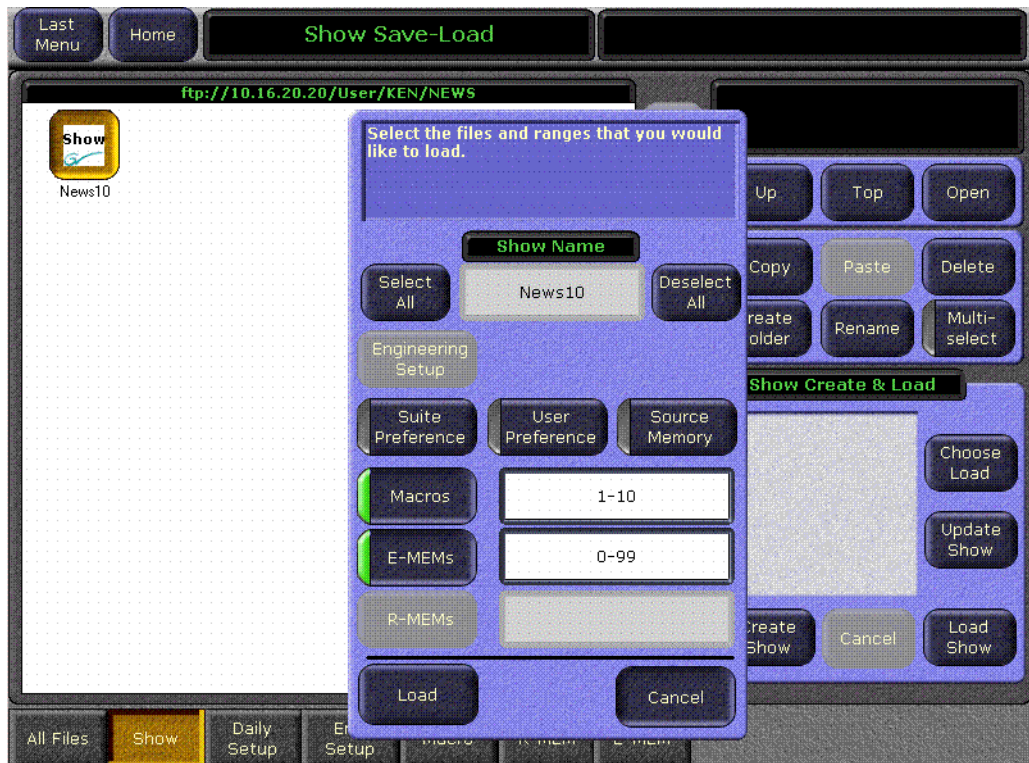 Last
Menu
Home
Show Save-Load
ftp://10.16.20.20/User/KEN/NEWS
Show
News10
Select the files and ranges that you would
like to load.
Show Name
Select
All
News10
Deselect
All
Engineering
Setup
Suite
Preference
User
Preference
Source
Memory
Macros
1-10
E-MEMs
0-99
R-MEMs
Load
Cancel
Up
Top
Open
Copy
Paste
Delete
reate
older
Rename
Multi-
select
Show Create & Load
Choose
Load
Update
Show
Create
Show
Cancel
Load
Show
All Files
Show
Daily
Setup
Setup